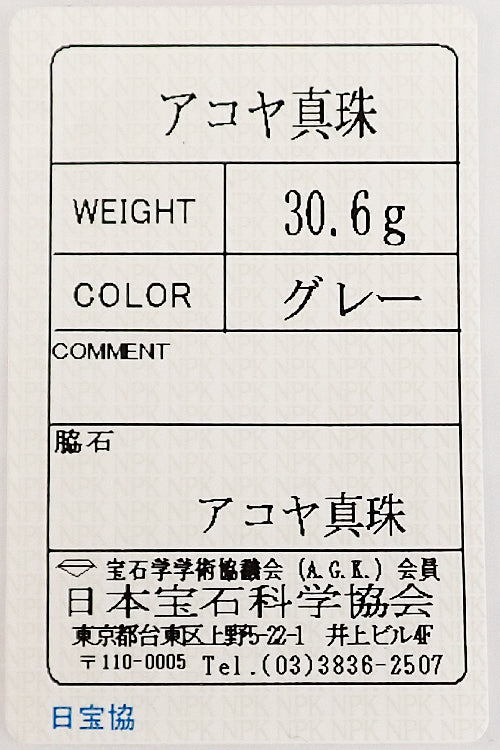 アコヤ真珠
WEIGHT 30.6g
COLOR グレー
COMMENT
脇石
アコヤ真珠
宝石学学術協議会 (A.G.K.) 会員
日本宝石科学協会
東京都台東区上野5-22-1 井上ビル4F
〒110-0005 Tel.(03)3836-2507
日宝協